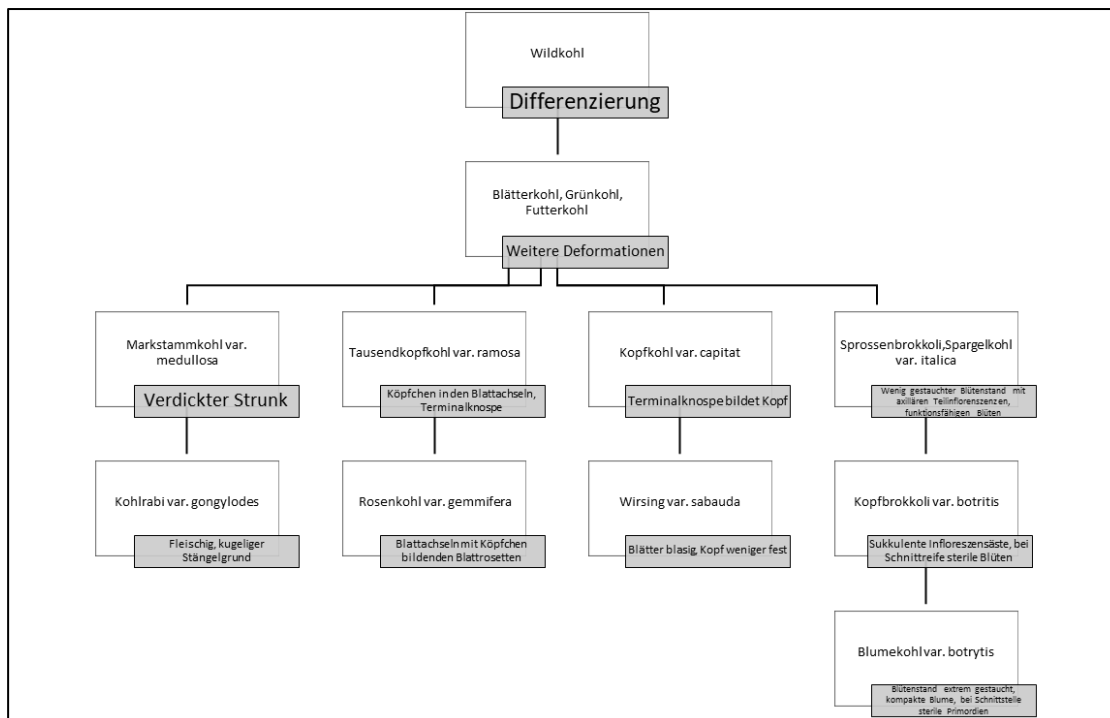 Wildkohl
Differenzierung
Blätterkohl, Grünkohl,
Futterkohl
Weitere Deformationen
Markstammkohl var.
medullosa
Verdickter Strunk
Tausendkopfkohl var. ramosa
Köpfchen in den Blattachseln,
Terminalknospe
Kopfkohl var. capitat
Terminalknospe bildet Kopf
Sprossenbrokkoli,Spargelkohl
var. italica
Wenig gestauchter Blütenstand mit
axillären Teilinflorenszenzen,
funktionsfähigen Blüten
Kohlrabi var. gongylodes
Fleischig, kugeliger
Stängelgrund
Rosenkohl var. gemmifera
Blattachseln mit Köpfchen
bildenden Blattrosetten
Wirsing var. sabauda
Blätter blasig, Kopf weniger fest
Kopfbrokkoli var. botritis
Sukkulente Infloreszensäste, bei
Schnittreife sterile Blüten
Blumekohl var. botrytis
Blütenstand extrem gestaucht,
kompakte Blume, bei Schnittstelle
sterile Primordien